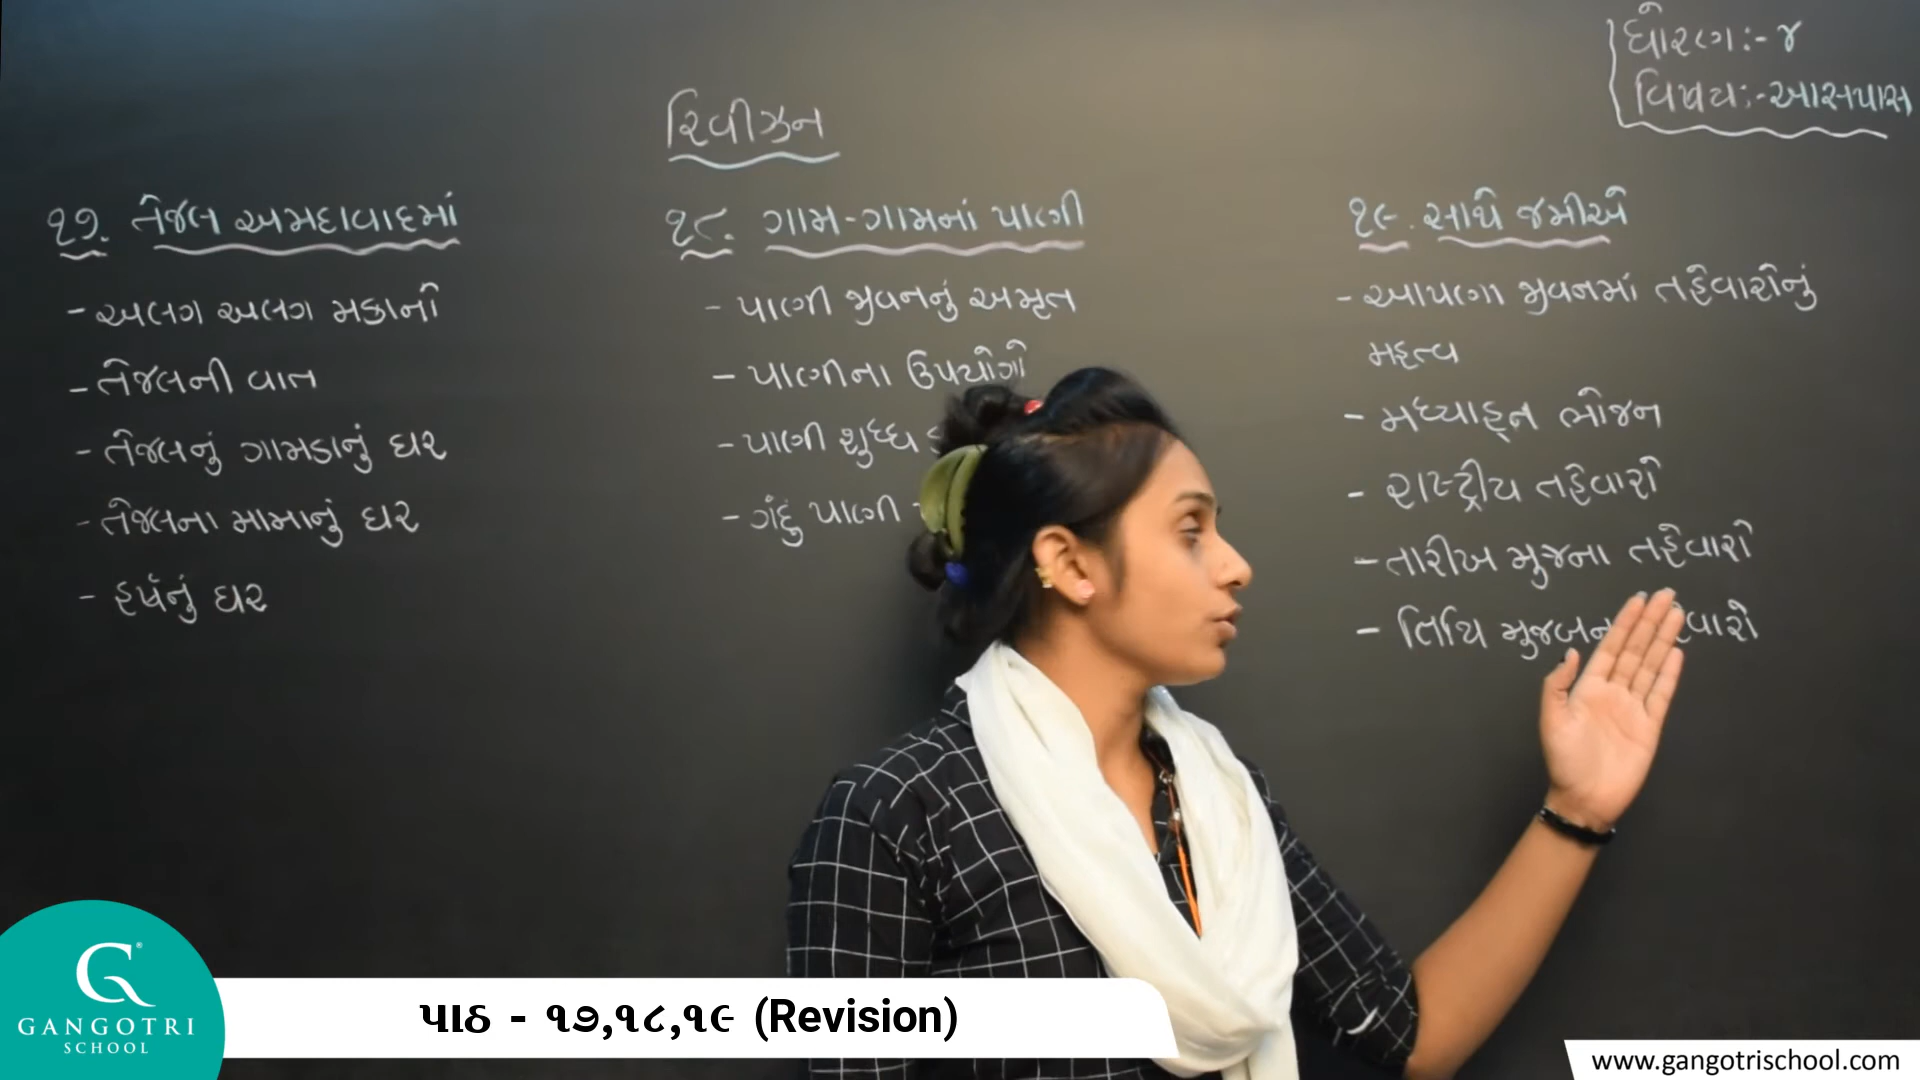 ધોરણ:- ૪
વિષય:- આસપાસ
રિવીઝન
૧૭. તેજલ અમદાવાદમાં
- અલગ અલગ મકાનો
- તેજલની વાત
- તેજલનું ગામડાનું ઘર
- તેજલના મામાનું ઘર
- હર્ષનું ઘર
૧૮. ગામ-ગામનાં પાણી
- પાણી જીવનનું અમૃત
- પાણીના ઉપયોગો
- પાણી શુધ્ધ
- ગંદુ પાણી
૧૯. સાથે જમીએ
- આપણા જીવનમાં તહેવારોનું
મહત્વ
- મધ્યાહ્ન ભોજન
- રાષ્ટ્રીય તહેવારો
- તારીખ મુજના તહેવારો
- તિથિ મુજબના
GANGOTRI
SCHOOL
પાઠ - ૧૭,૧૮,૧૯ (Revision)
www.gangotrischool.com